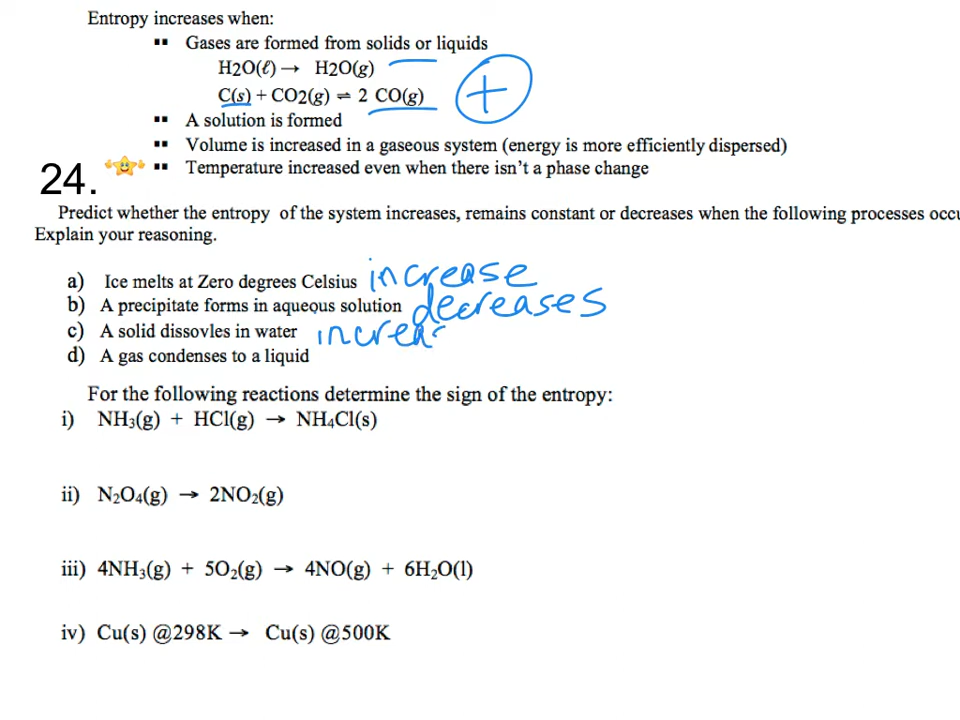 Entropy increases when:
▪▪ Gases are formed from solids or liquids
H2O(ℓ) → H2O(g)
C(s) + CO2(g) ⇌ 2 CO(g)
+
▪▪ A solution is formed
▪▪ Volume is increased in a gaseous system (energy is more efficiently dispersed)
24. ▪▪ Temperature increased even when there isn't a phase change
Predict whether the entropy of the system increases, remains constant or decreases when the following processes occu
Explain your reasoning.
a) Ice melts at Zero degrees Celsius increase
b) A precipitate forms in aqueous solution decreases
c) A solid dissovles in water increa
d) A gas condenses to a liquid
For the following reactions determine the sign of the entropy:
i) NH₃(g) + HCl(g) → NH₄Cl(s)
ii) N₂O₄(g) → 2NO₂(g)
iii) 4NH₃(g) + 5O₂(g) → 4NO(g) + 6H₂O(l)
iv) Cu(s) @298K → Cu(s) @500K